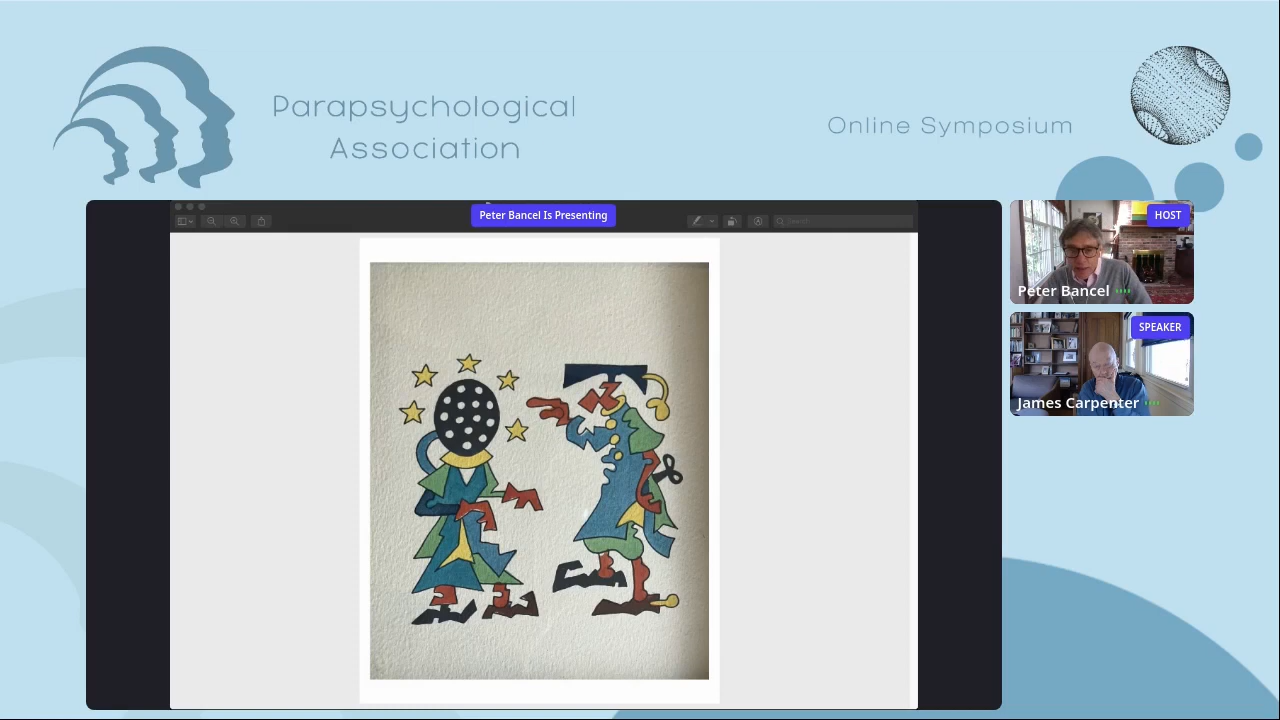 Parapsychological
Association
Online Symposium
Peter Bancel Is Presenting
HOST
Peter Bancel
SPEAKER
James Carpenter